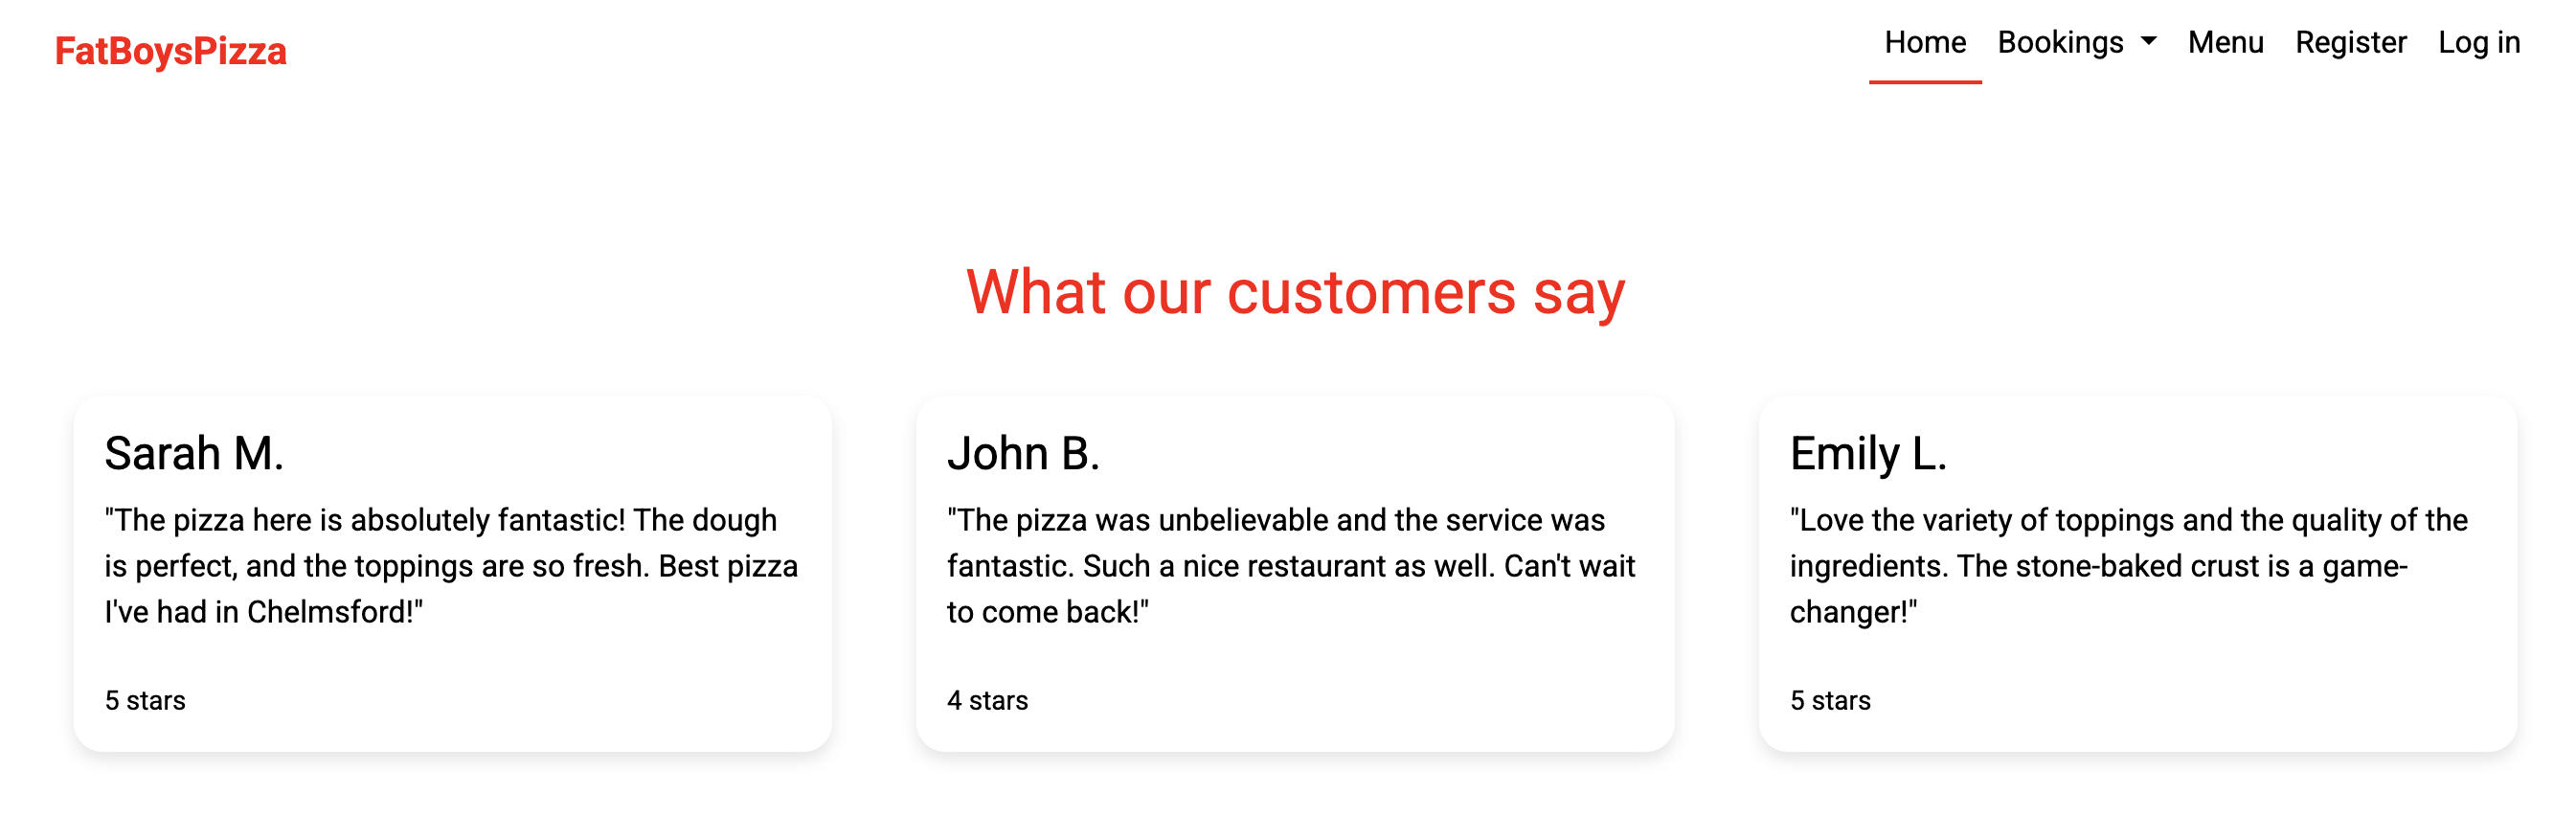 FatBoysPizza
Home Bookings Menu Register Log in
What our customers say
Sarah M.
"The pizza here is absolutely fantastic! The dough
is perfect, and the toppings are so fresh. Best pizza
I've had in Chelmsford!"
5 stars
John B.
"The pizza was unbelievable and the service was
fantastic. Such a nice restaurant as well. Can't wait
to come back!"
4 stars
Emily L.
"Love the variety of toppings and the quality of the
ingredients. The stone-baked crust is a game-
changer!"
5 stars